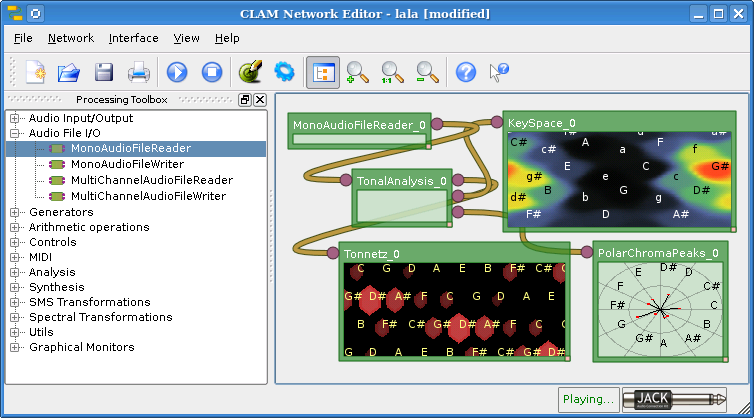 CLAM Network Editor - lala [modified]
File Network Interface View Help
1:1
Processing Toolbox
Audio Input/Output
Audio File I/O
MonoAudioFileReader
MonoAudioFileWriter
MultiChannelAudioFileReader
MultiChannelAudioFileWriter
Generators
Arithmetic operations
Controls
MIDI
Analysis
Synthesis
SMS Transformations
Spectral Transformations
Utils
Graphical Monitors
MonoAudioFileReader_0
TonalAnalysis_0
KeySpace_0
C# A F A F
a f
E C G#
g# e c
B G D#
d# b g
F# D A#
Tonnetz_0
C G D A E B F# C# G#
G# D# A# F C G D A E
B F# C# G# D# A# F C
G D A E B F# C# G# D#
PolarChromaPeaks_0
D# D
E C#
F# C
G B
G# A A
Playing...
JACK